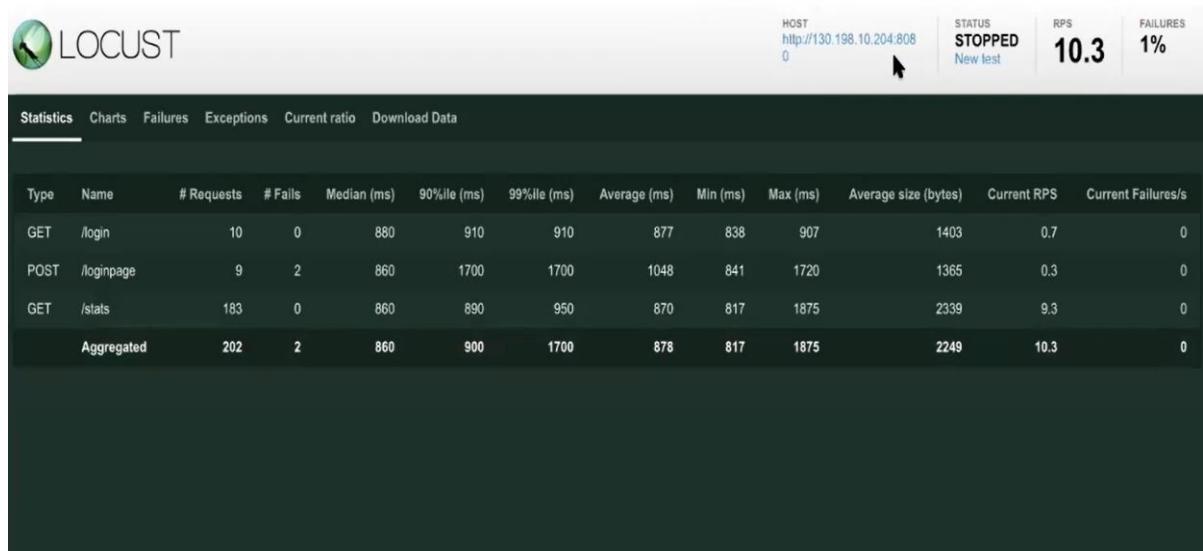 LOCUST
HOST
http://130.198.10.204:808
0
STATUS
STOPPED
New test
RPS
10.3
FAILURES
1%
Statistics Charts Failures Exceptions Current ratio Download Data
Type Name # Requests # Fails Median (ms) 90%ile (ms) 99%ile (ms) Average (ms) Min (ms) Max (ms) Average size (bytes) Current RPS Current Failures/s
GET /login 10 0 880 910 910 877 838 907 1403 0.7 0
POST /loginpage 9 2 860 1700 1700 1048 841 1720 1365 0.3 0
GET /stats 183 0 860 890 950 870 817 1875 2339 9.3 0
Aggregated 202 2 860 900 1700 878 817 1875 2249 10.3 0